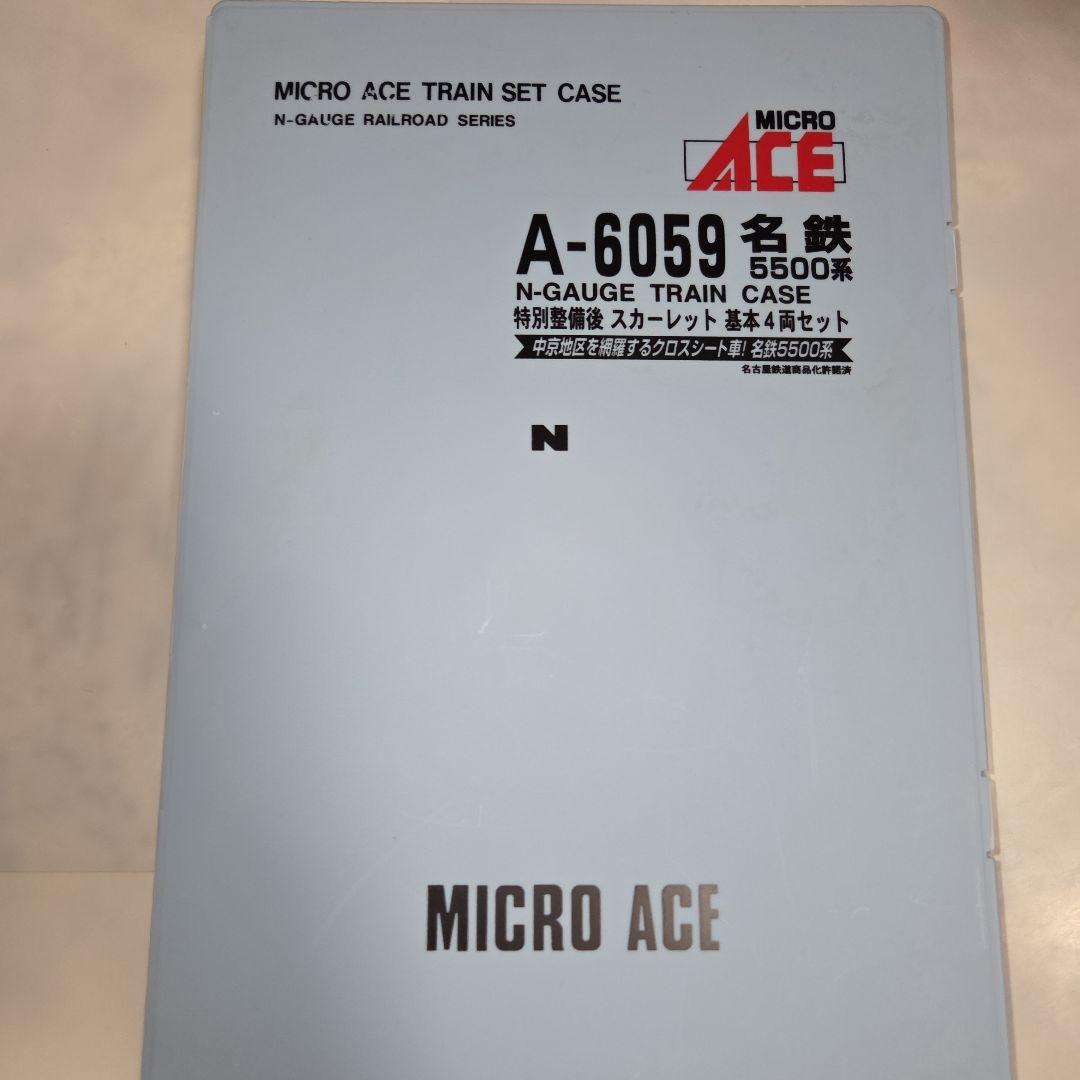 MICRO ACE TRAIN SET CASE
N-GAUGE RAILROAD SERIES
MICRO
ACE
A-6059 名鉄
5500系
N-GAUGE TRAIN CASE
特別整備後 スカーレット 基本4両セット
中京地区を網羅するクロスシート車! 名鉄5500系
名古屋鉄道商品化許諾済
N
MICRO ACE